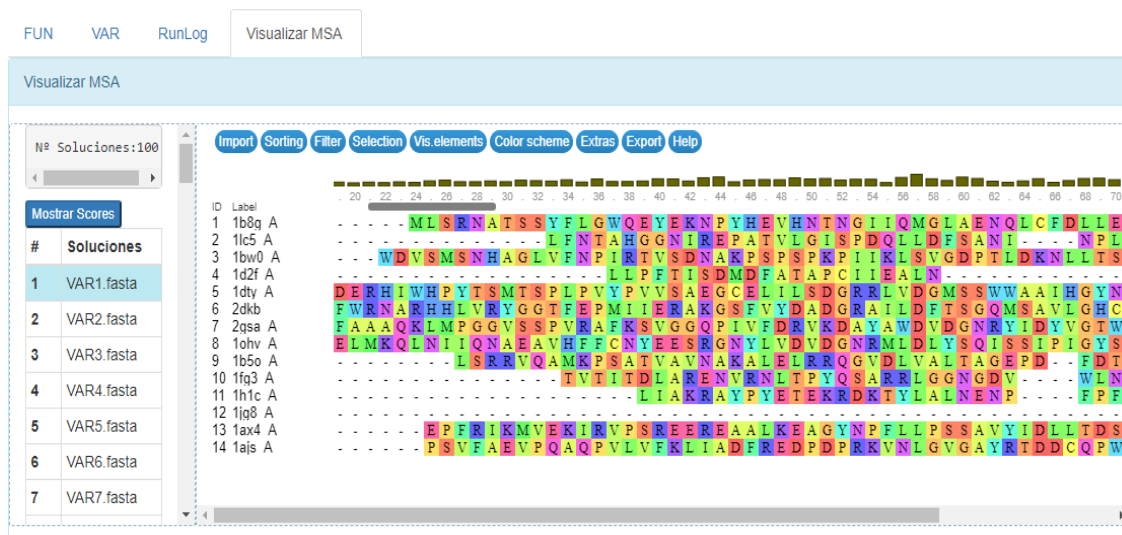 FUN VAR RunLog Visualizar MSA
Visualizar MSA
Nº Soluciones:100
Mostrar Scores
# Soluciones
1 VAR1.fasta
2 VAR2.fasta
3 VAR3.fasta
4 VAR4.fasta
5 VAR5.fasta
6 VAR6.fasta
7 VAR7.fasta
Import Sorting Filter Selection Vis.elements Color scheme Extras Export Help
. 20 . 22 . 24 . 26 . 28 . 30 . 32 . 34 . 36 . 38 . 40 . 42 . 44 . 46 . 48 . 50 . 52 . 54 . 56 . 58 . 60 . 62 . 64 . 66 . 68 . 70
ID Label
1 1b8g A - - - - - M L S R N A T S S Y F L G W Q E Y E K N P Y H E V H N T N G I I Q M G L A E N Q L C F D L L E
2 1lc5 A - - - - - - - - - - - - - - L F N T A H G G N I R E P A T V L G I S P D Q L L D F S A N I - - - - N P L
3 1bw0 A - - - W D V S M S N H A G L V F N P I R T V S D N A K P S P S P K P I I K L S V G D P T L D K N L L T S
4 1d2f A - - - - - - - - - - - - - - - - - - L L P F T I S D M D F A T A P C I I E A L N - - - - - - - - - - - -
5 1dty A D E R H I W H P Y T S M T S P L P V Y P V V S A E G C E L I L S D G R R L V D G M S S W W A A I H G Y N
6 2dkb F W R N A R H H L V R Y G G T F E P M I I E R A K G S F V Y D A D G R A I L D F T S G Q M S A V L G H C
7 2gsa A F A A A Q K L M P G G V S S P V R A F K S V G G Q P I V F D R V K D A Y A W D V D G N R Y I D Y V G T W
8 1ohv A E L M K Q L N I I Q N A E A V H F F C N Y E E S R G N Y L V D V D G N R M L D L Y S Q I S S I P I G Y S
9 1b5o A - - - - - - - - L S R R V Q A M K P S A T V A V N A K A L E L R R Q G V D L V A L T A G E P D - - F D T
10 1fg3 A - - - - - - - - - - - - - - - T V T I T D L A R E N V R N L T P Y Q S A R R L G G N G D V - - - - W L N
11 1h1c A - - - - - - - - - - - - - - - - - - - - L I A K R A Y P Y E T E K R D K T Y L A L N E N P - - - - F P F
12 1jg8 A - - - - - - - - - - - - - - - - - - - - - - - - - - - - - - - - - - - - - - - - - - - - - - - - - - - -
13 1ax4 A - - - - - - E P F R I K M V E K I R V P S R E E R E A A L K E A G Y N P F L L P S S A V Y I D L L T D S
14 1ajs A - - - - - - P S V F A E V P Q A Q P V L V F K L I A D F R E D P D P R K V N L G V G A Y R T D D C Q P W